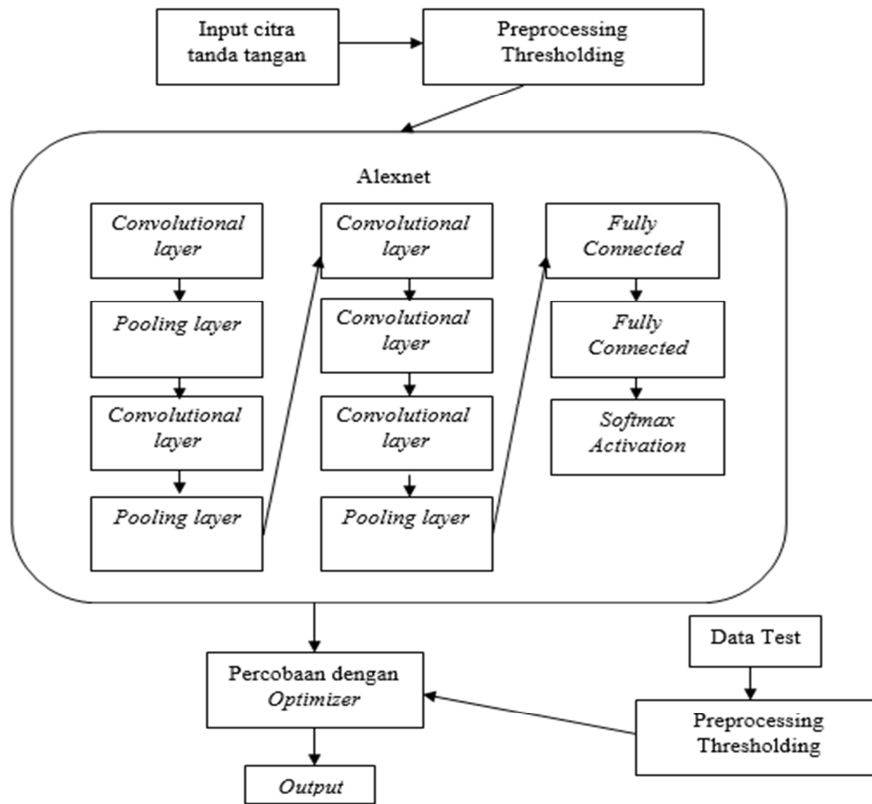 Input citra
tanda tangan
Preprocessing
Thresholding
Alexnet
Convolutional
layer
Pooling layer
Convolutional
layer
Pooling layer
Convolutional
layer
Convolutional
layer
Convolutional
layer
Pooling layer
Fully
Connected
Fully
Connected
Softmax
Activation
Percobaan dengan
Optimizer
Output
Data Test
Preprocessing
Thresholding